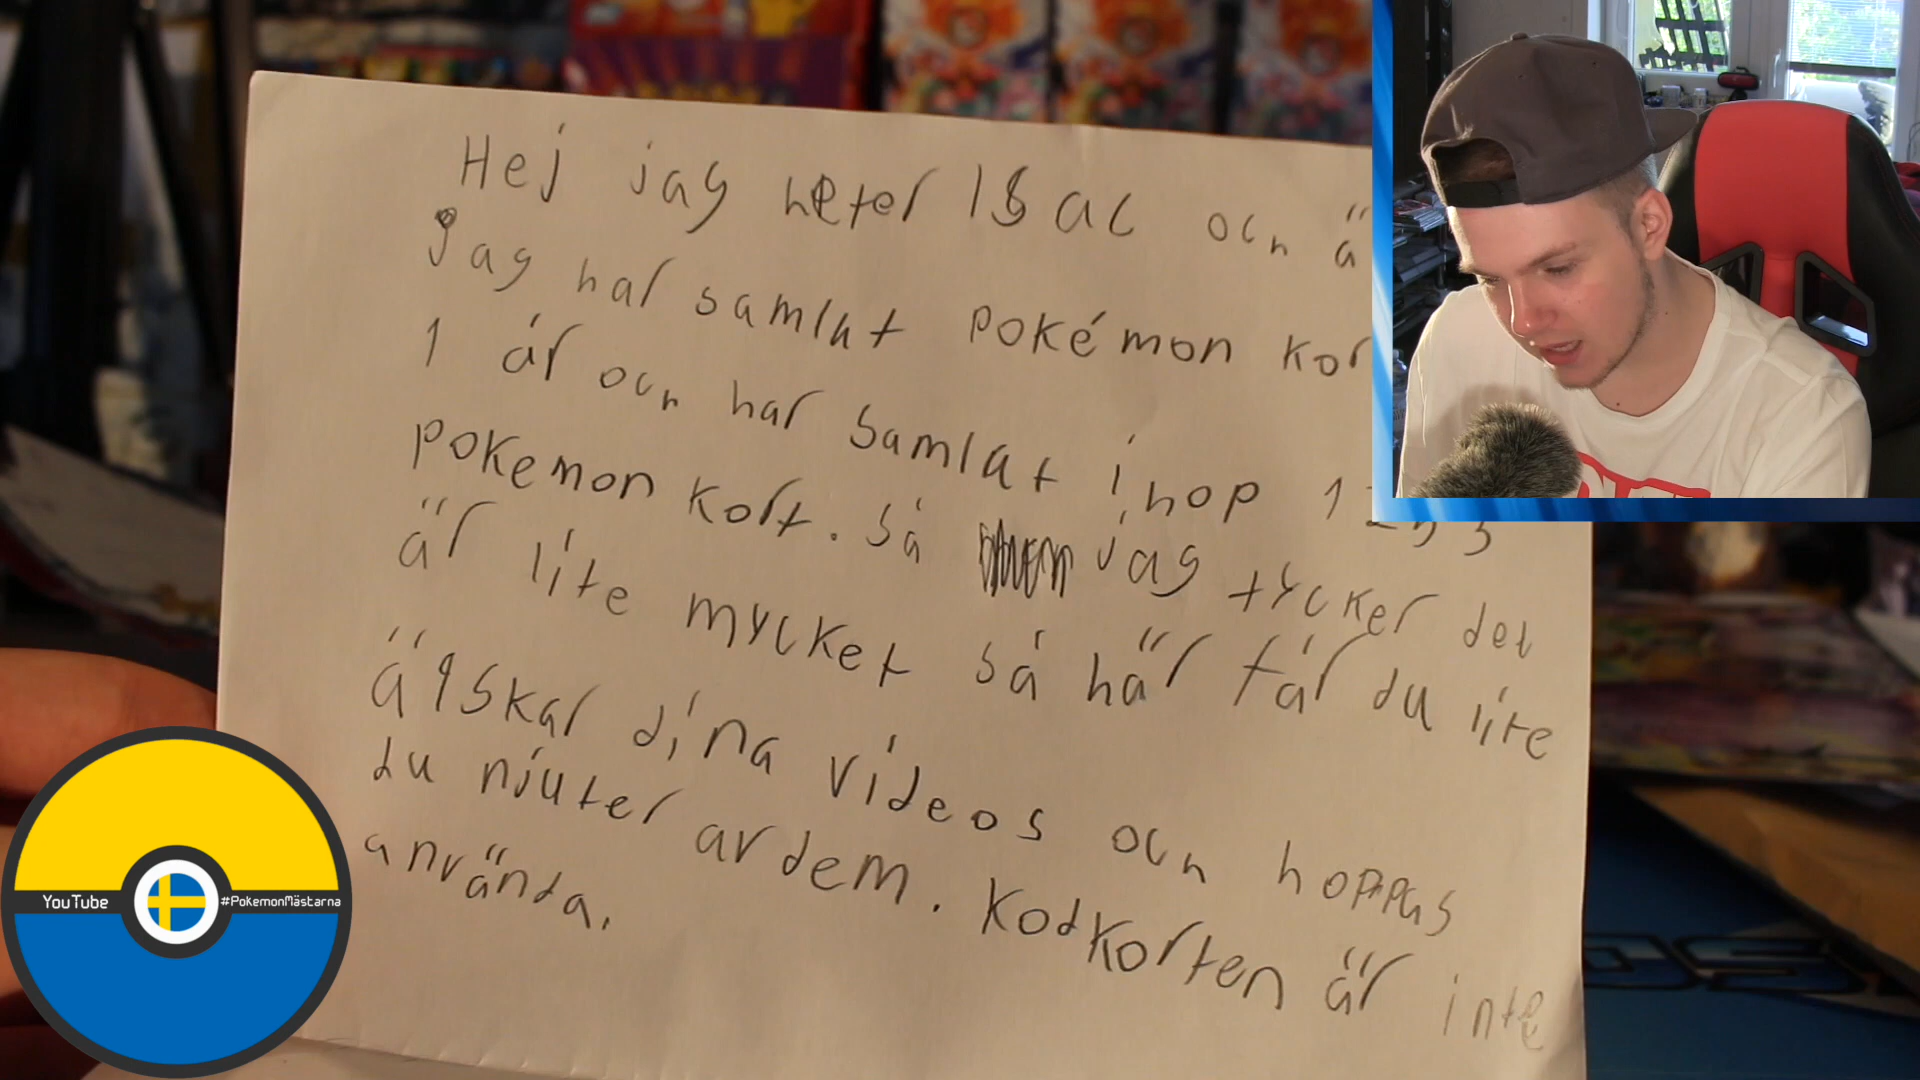 Hej jag heter ISac och ä
Jag har samlat pokémon kor
1 år och har samlat ihop
pokemon kort. Så jag tycker det
är lite mycket så här får du lite
älskar dina videos och hoppas
du njuter av dem. Kodkorten är inte
använda.
YouTube
#PokemonMästarna